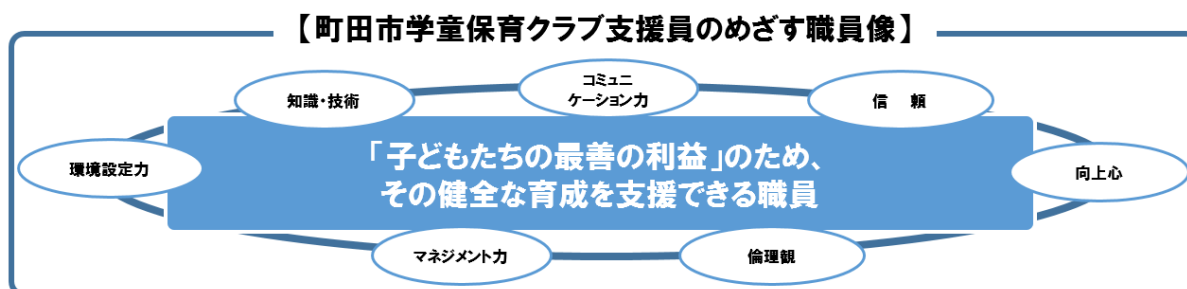 【町田市学童保育クラブ支援員のめざす職員像】
コミュニ
ケーション力
知識・技術
信　頼
環境設定力
「子どもたちの最善の利益」のため、
その健全な育成を支援できる職員
向上心
マネジメント力
倫理観